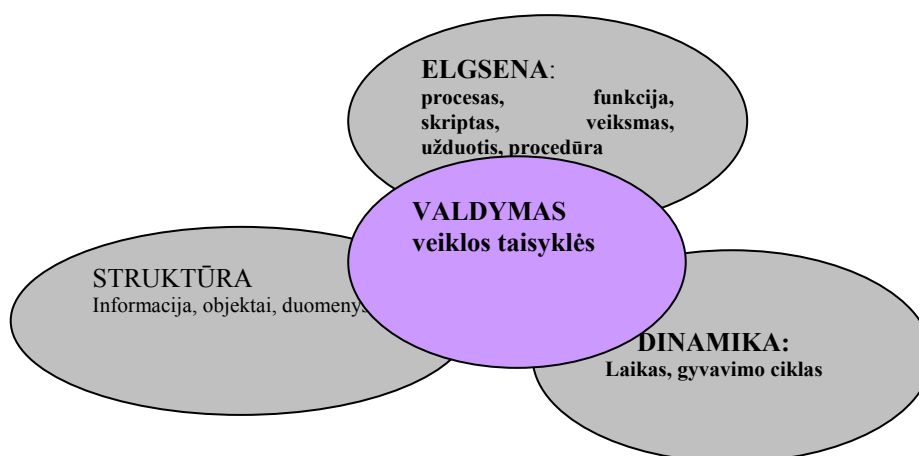 ELGSENA:
procesas, funkcija,
skriptas, veiksmas,
užduotis, procedūra
VALDYMAS
veiklos taisyklės
STRUKTŪRA
Informacija, objektai, duomenys
DINAMIKA:
Laikas, gyvavimo ciklas